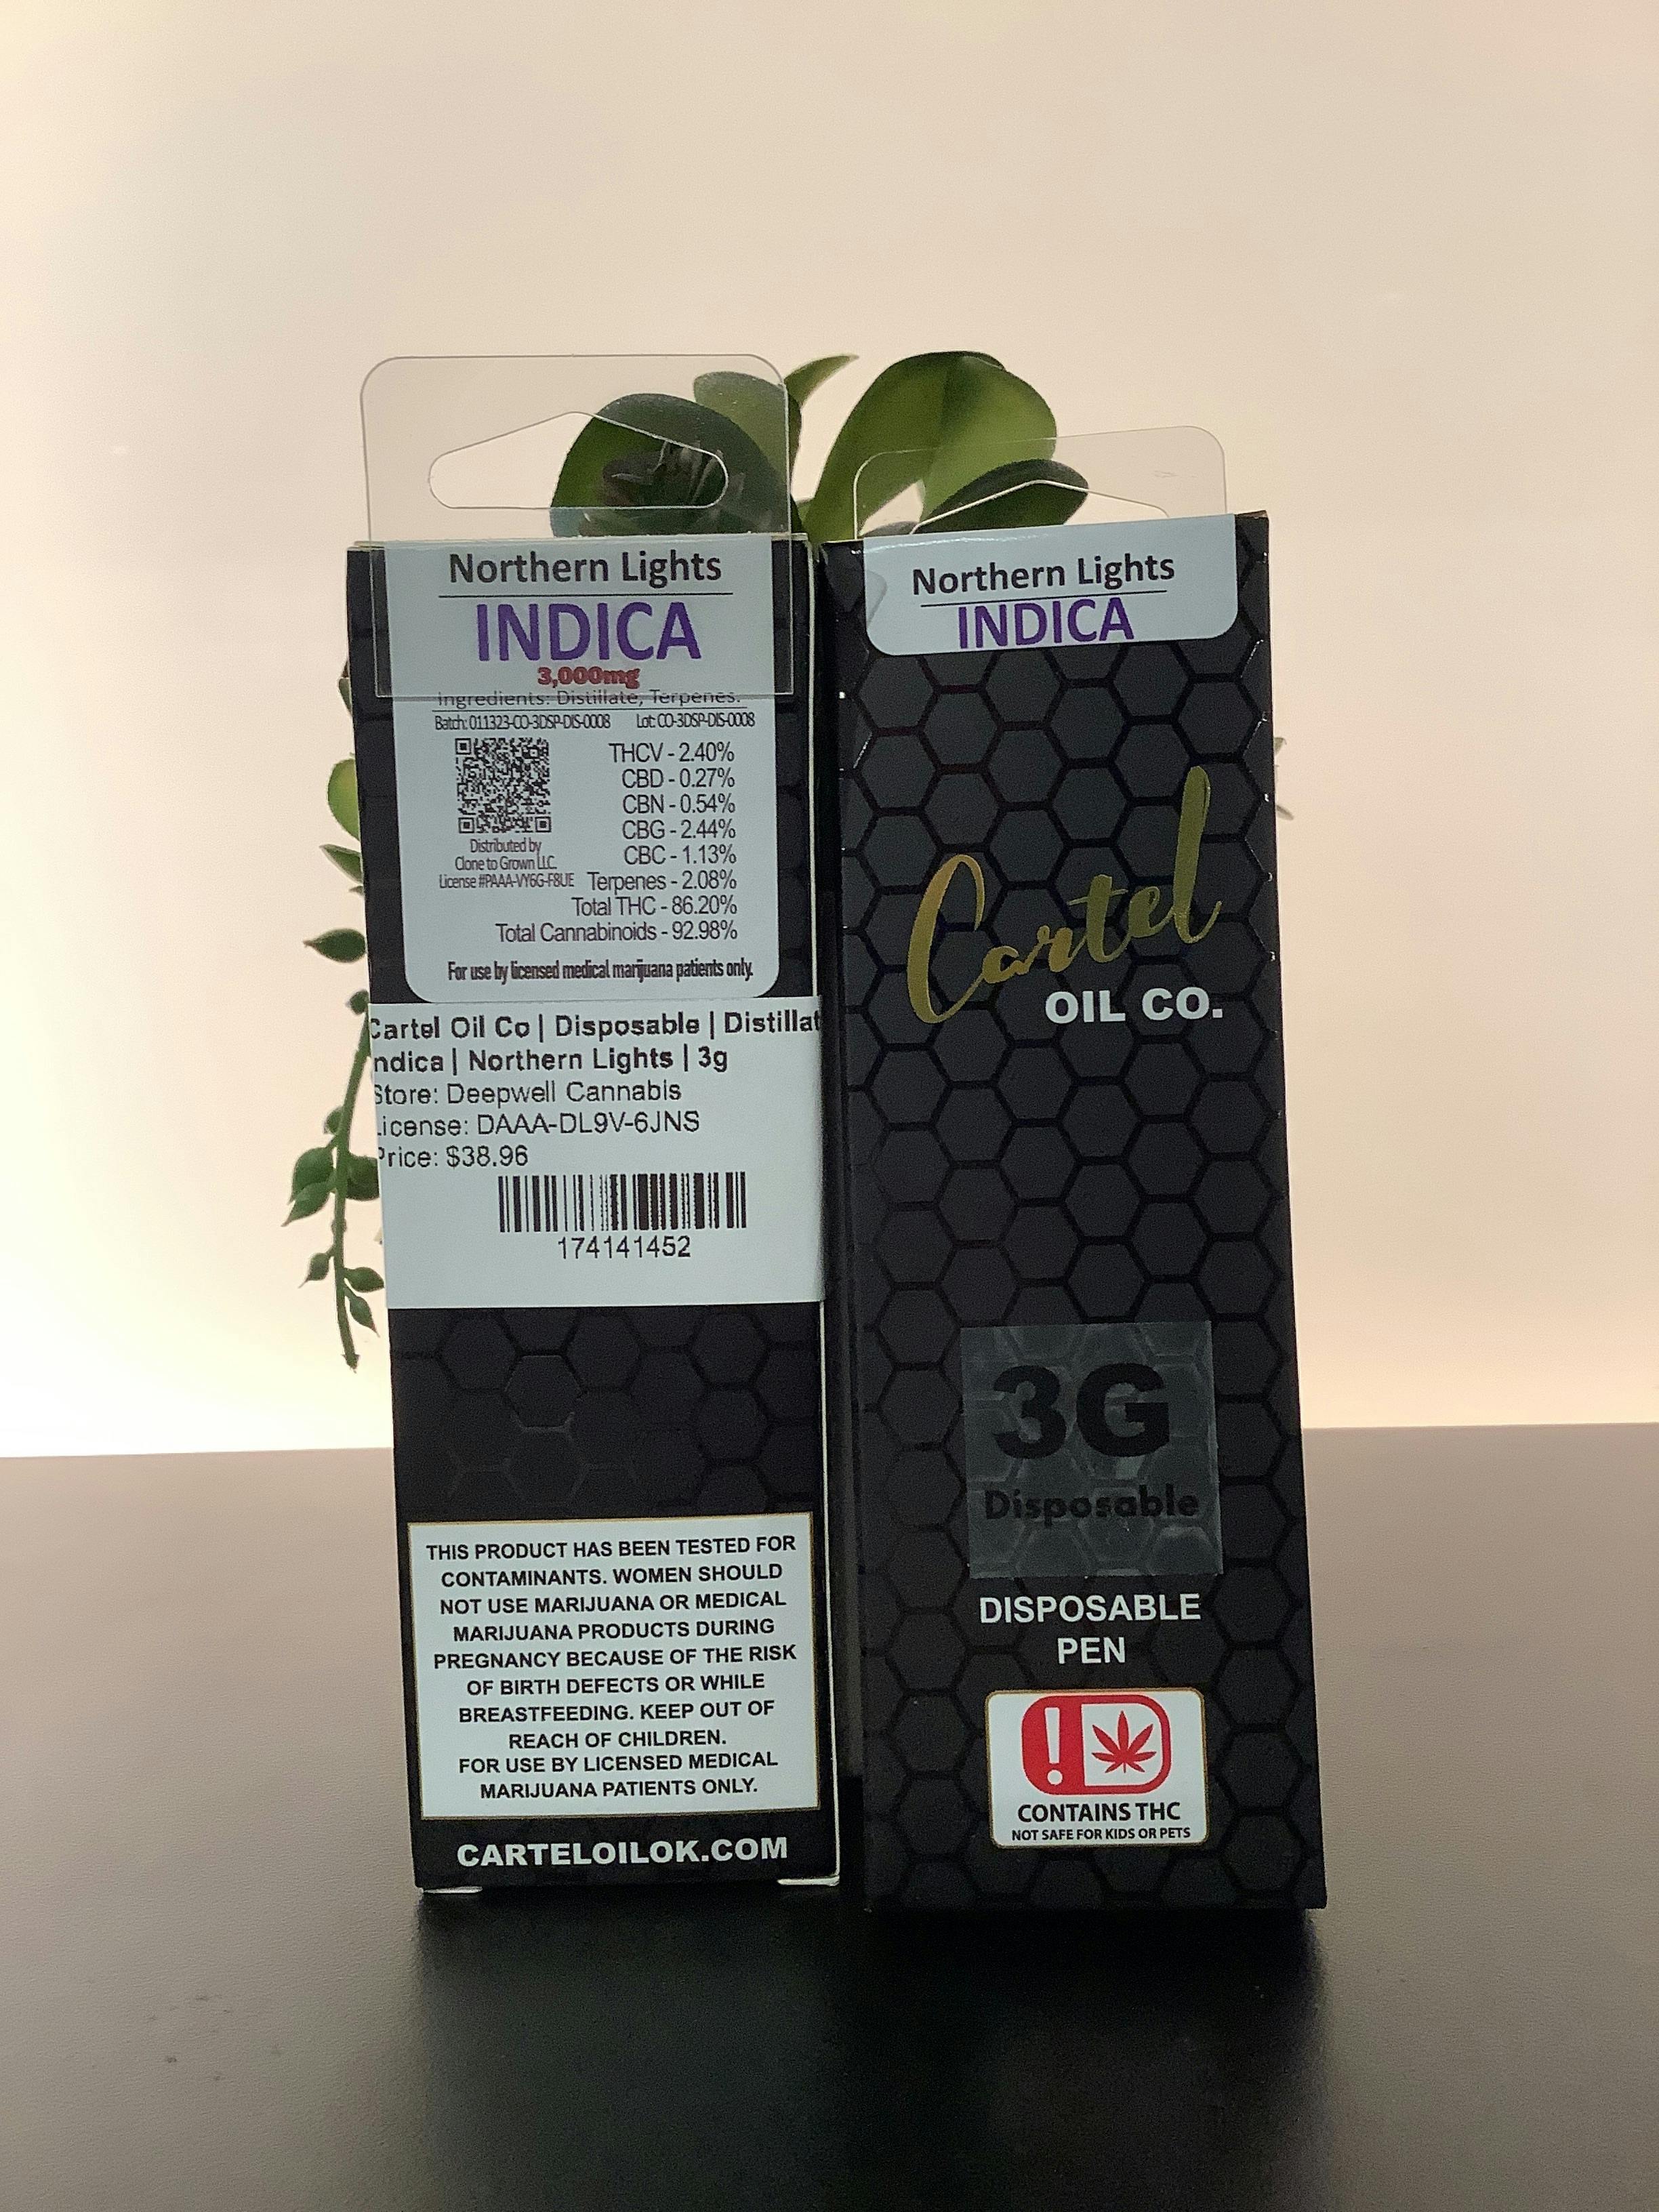 Northern Lights
INDICA
3,000mg
Ingredients: Distillate, Terpenes.
Batch: 011323-CO-3DSP-DIS-0008 Lot: CO-3DSP-DIS-0008
THCV - 2.40%
CBD - 0.27%
CBN - 0.54%
CBG - 2.44%
CBC - 1.13%
Terpenes - 2.08%
Total THC - 86.20%
Total Cannabinoids - 92.98%
Distributed by
Clone to Grown LLC.
License #PAAA-VY6G-F8UE
For use by licensed medical marijuana patients only.
Cartel Oil Co | Disposable | Distillat
ndica | Northern Lights | 3g
Store: Deepwell Cannabis
License: DAAA-DL9V-6JNS
Price: $38.96
174141452
THIS PRODUCT HAS BEEN TESTED FOR
CONTAMINANTS. WOMEN SHOULD
NOT USE MARIJUANA OR MEDICAL
MARIJUANA PRODUCTS DURING
PREGNANCY BECAUSE OF THE RISK
OF BIRTH DEFECTS OR WHILE
BREASTFEEDING. KEEP OUT OF
REACH OF CHILDREN.
FOR USE BY LICENSED MEDICAL
MARIJUANA PATIENTS ONLY.
CARTELOILOK.COM
Northern Lights
INDICA
Cartel
OIL CO.
3G
Disposable
DISPOSABLE
PEN
!
CONTAINS THC
NOT SAFE FOR KIDS OR PETS